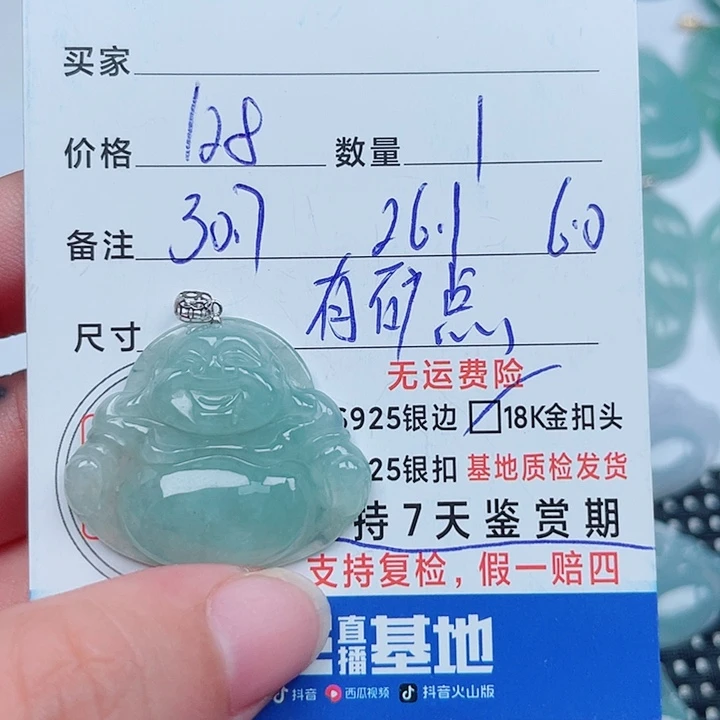 买家
价格 128 数量 1
备注 30.7 26.1 6.0
尺寸 有矿点,
无运费险
S925银边 18K金扣头
25银扣 基地质检发货
持7天鉴赏期
支持复检,假一赔四
直播基地
抖音 西瓜视频 抖音火山版